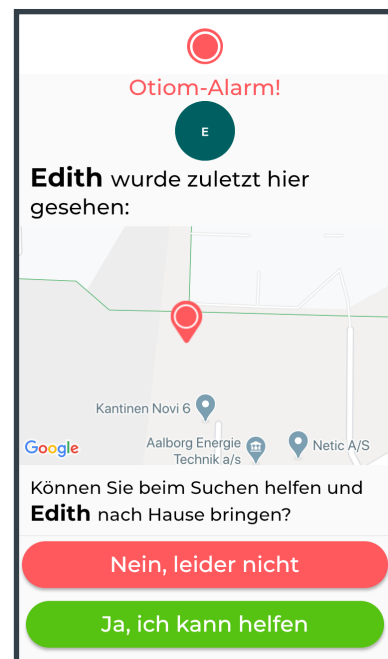 Otiom-Alarm!
E
Edith wurde zuletzt hier
gesehen:
Kantinen Novi 6
Aalborg Energie
Technik a/s
Netic A/S
Google
Können Sie beim Suchen helfen und
Edith nach Hause bringen?
Nein, leider nicht
Ja, ich kann helfen